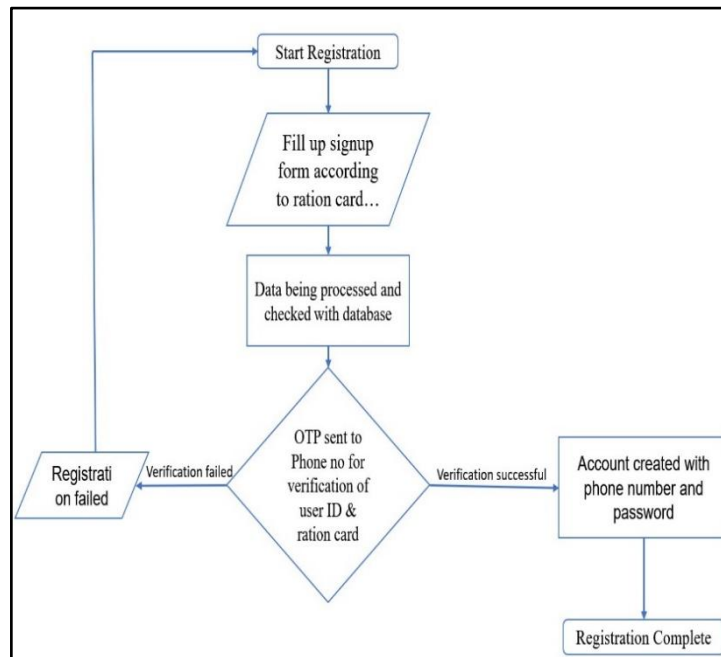 Start Registration
Fill up signup
form according
to ration card…
Data being processed and
checked with database
OTP sent to
Phone no for
verification of
user ID &
ration card
Verification failed
Registrati
on failed
Verification successful
Account created with
phone number and
password
Registration Complete